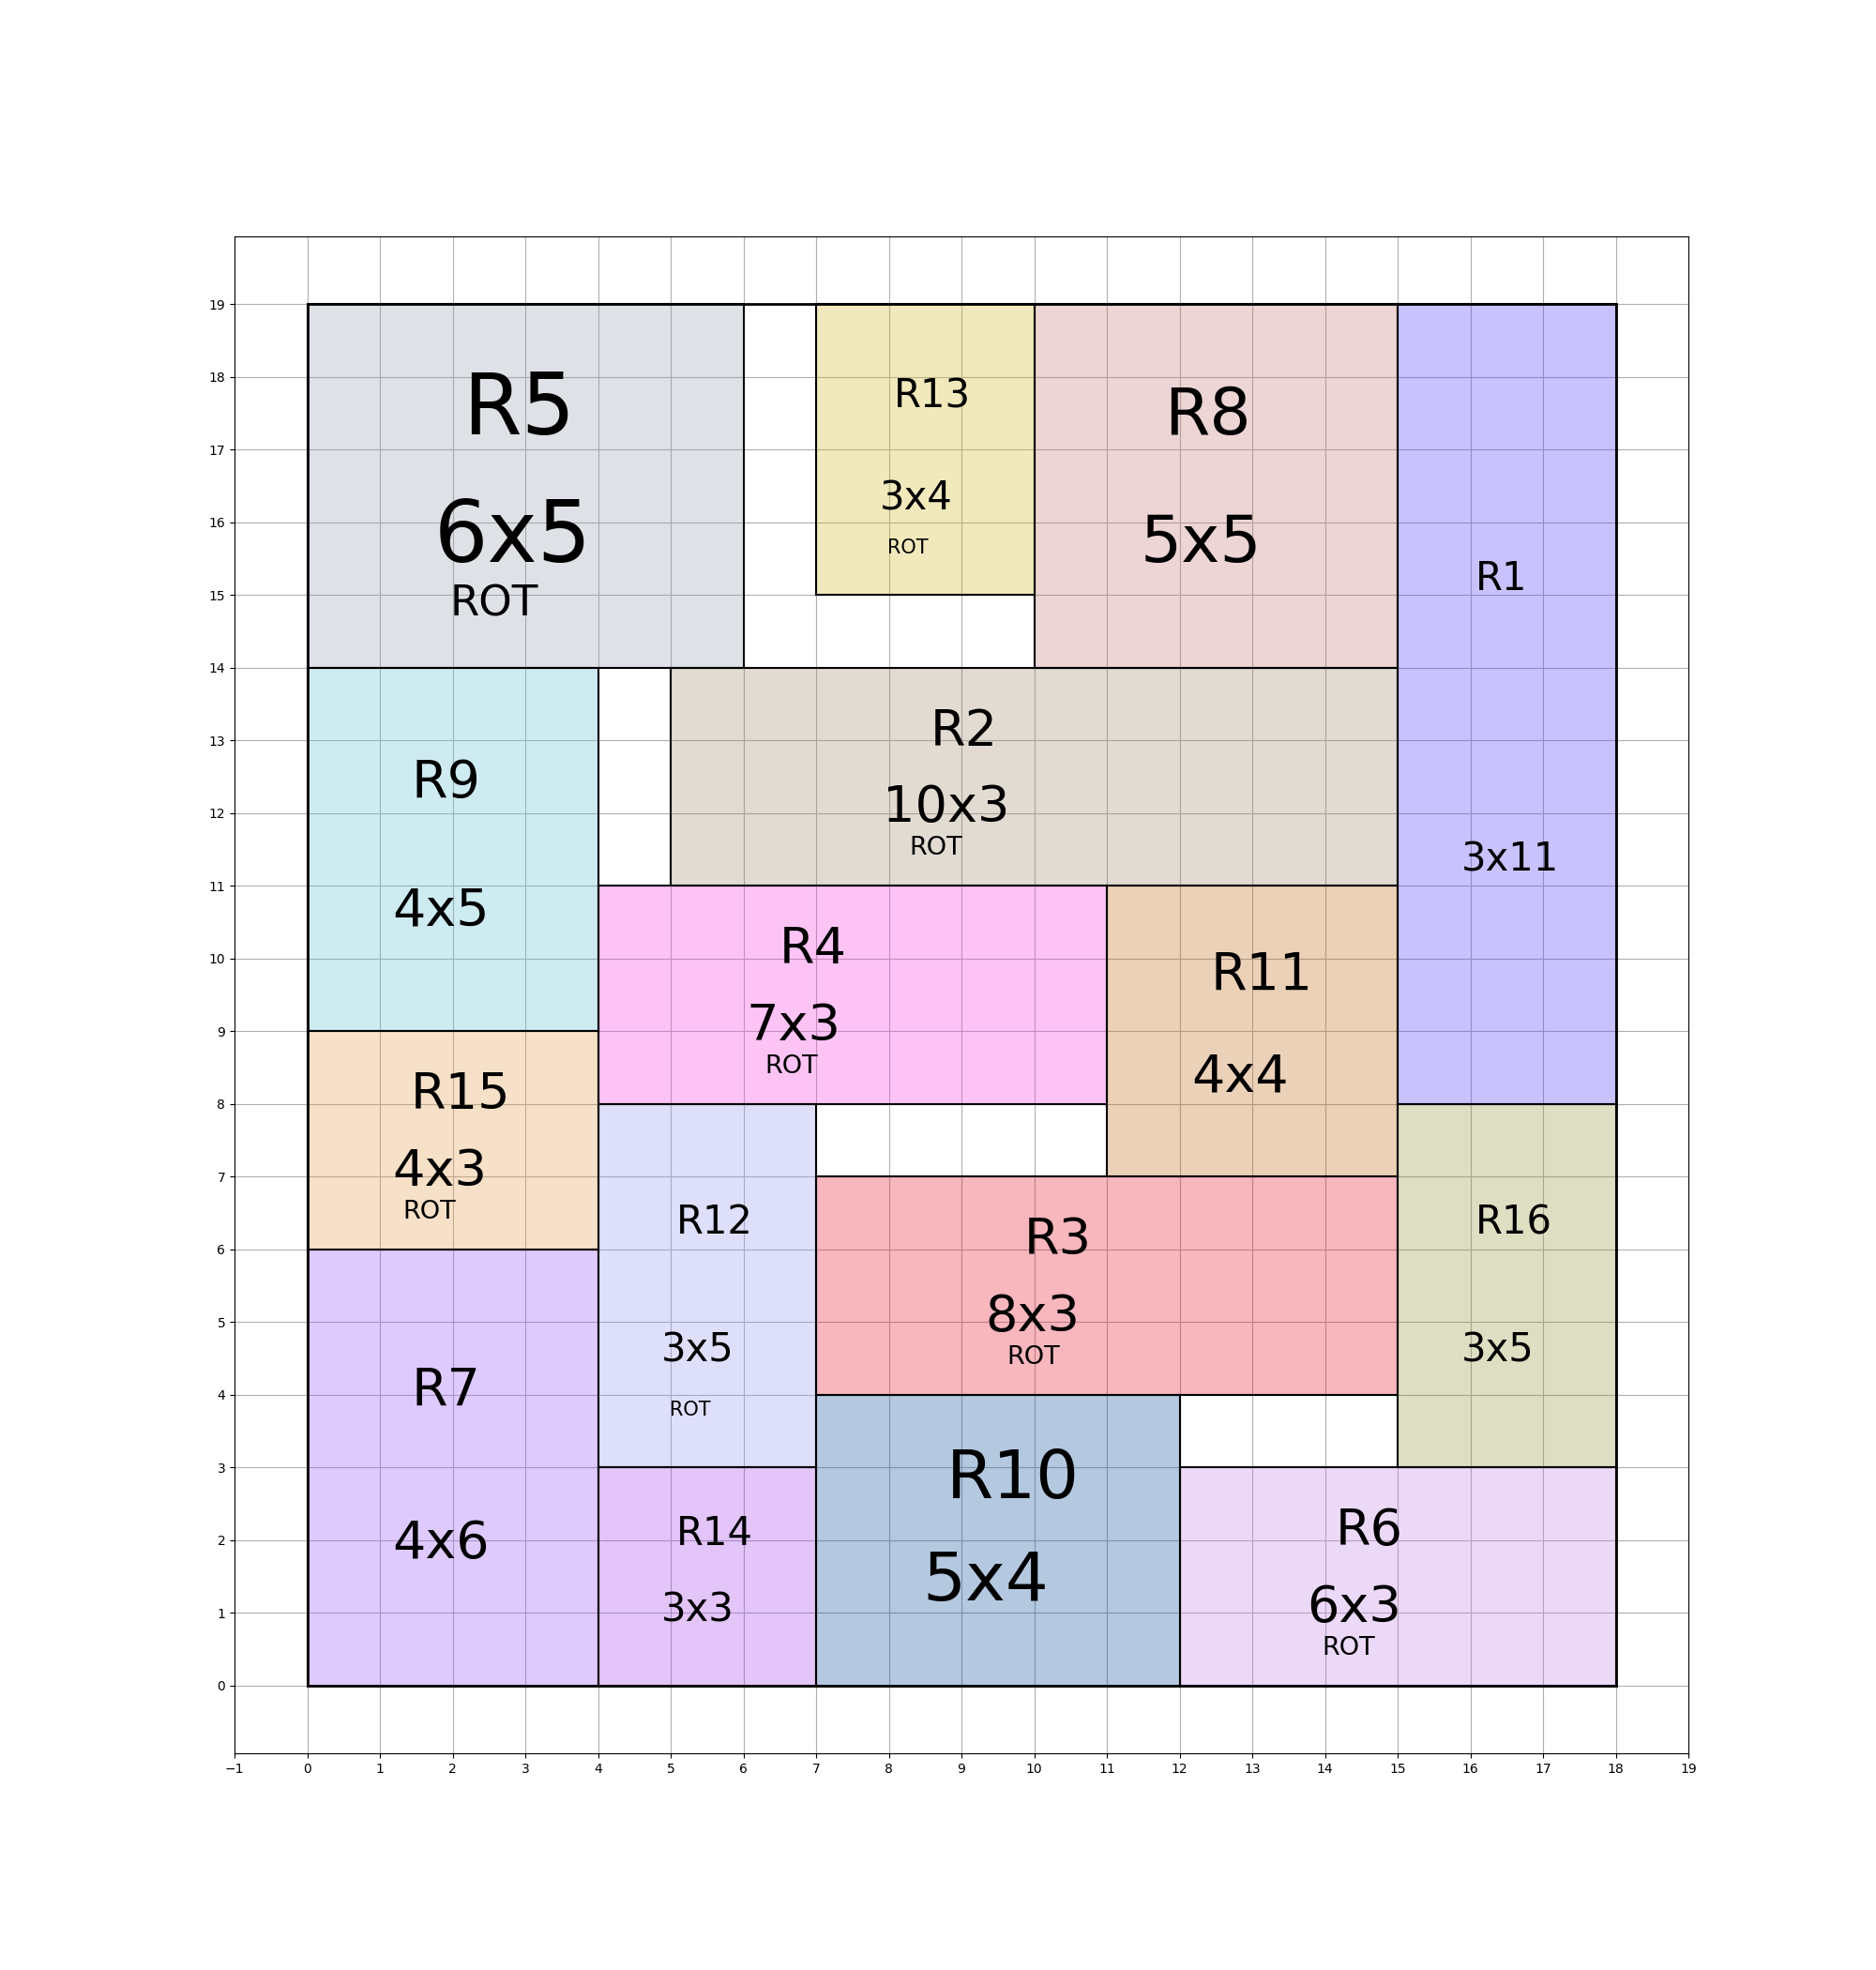 R5
6x5
ROT
R13
3x4
ROT
R8
5x5
R1
3x11
R9
4x5
R2
10x3
ROT
R4
7x3
ROT
R11
4x4
R15
4x3
ROT
R12
3x5
ROT
R3
8x3
ROT
R16
3x5
R7
4x6
R14
3x3
R10
5x4
R6
6x3
ROT
19
18
17
16
15
14
13
12
11
10
9
8
7
6
5
4
3
2
1
0
−1 0 1 2 3 4 5 6 7 8 9 10 11 12 13 14 15 16 17 18 19